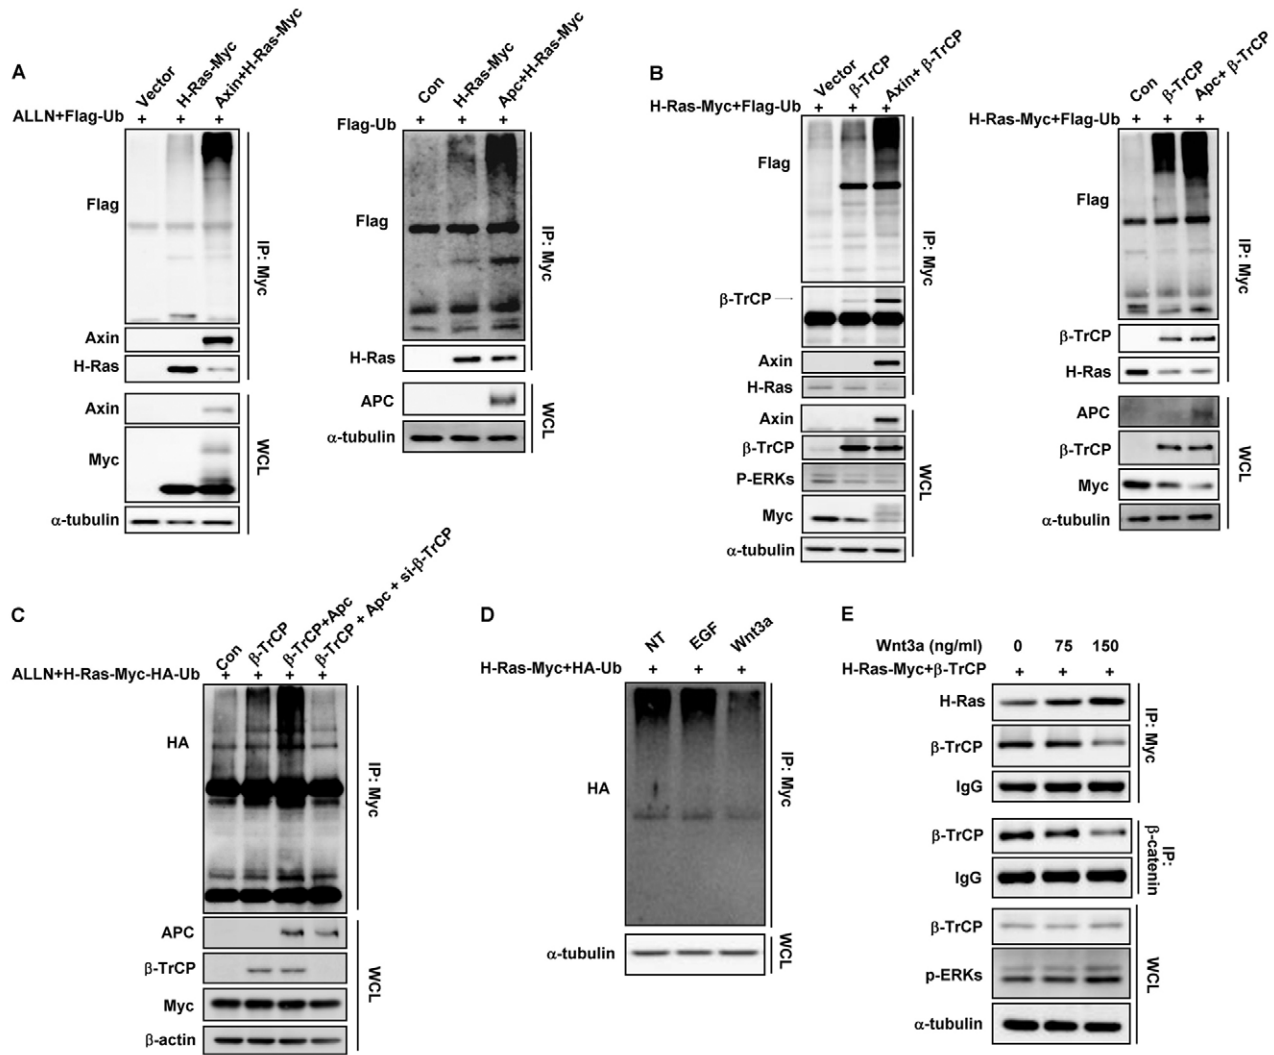 A
Vector
H-Ras-Myc
Axin+H-Ras-Myc
ALLN+Flag-Ub + + +
Flag
Axin
H-Ras
IP: Myc
Axin
Myc
α-tubulin
WCL
Con
H-Ras-Myc
Apc+H-Ras-Myc
Flag-Ub + + +
Flag
H-Ras
IP: Myc
APC
α-tubulin
WCL
B
Vector
β-TrCP
Axin+ β-TrCP
H-Ras-Myc+Flag-Ub + + +
Flag
β-TrCP
Axin
H-Ras
IP: Myc
Axin
β-TrCP
P-ERKs
Myc
α-tubulin
WCL
Con
β-TrCP
Apc+ β-TrCP
H-Ras-Myc+Flag-Ub + + +
Flag
β-TrCP
H-Ras
IP: Myc
APC
β-TrCP
Myc
α-tubulin
WCL
C
Con
β-TrCP
β-TrCP+Apc
β-TrCP + Apc + si-β-TrCP
ALLN+H-Ras-Myc-HA-Ub + + + +
HA
IP: Myc
APC
β-TrCP
Myc
β-actin
WCL
D
NT
EGF
Wnt3a
H-Ras-Myc+HA-Ub + + +
HA
IP: Myc
α-tubulin
WCL
E
Wnt3a (ng/ml) 0 75 150
H-Ras-Myc+β-TrCP + + +
H-Ras
β-TrCP
IgG
IP: Myc
β-TrCP
IgG
IP:
β-catenin
β-TrCP
p-ERKs
α-tubulin
WCL